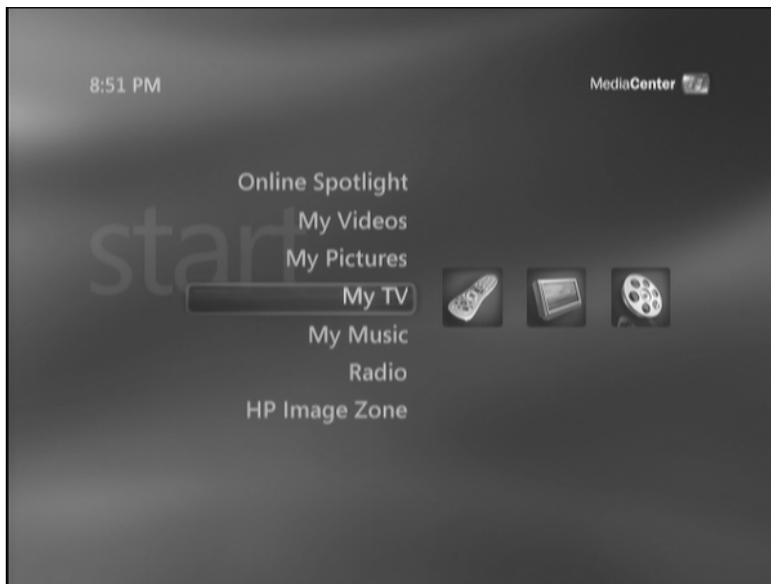 8:51 PM
MediaCenter
start
Online Spotlight
My Videos
My Pictures
My TV
My Music
Radio
HP Image Zone